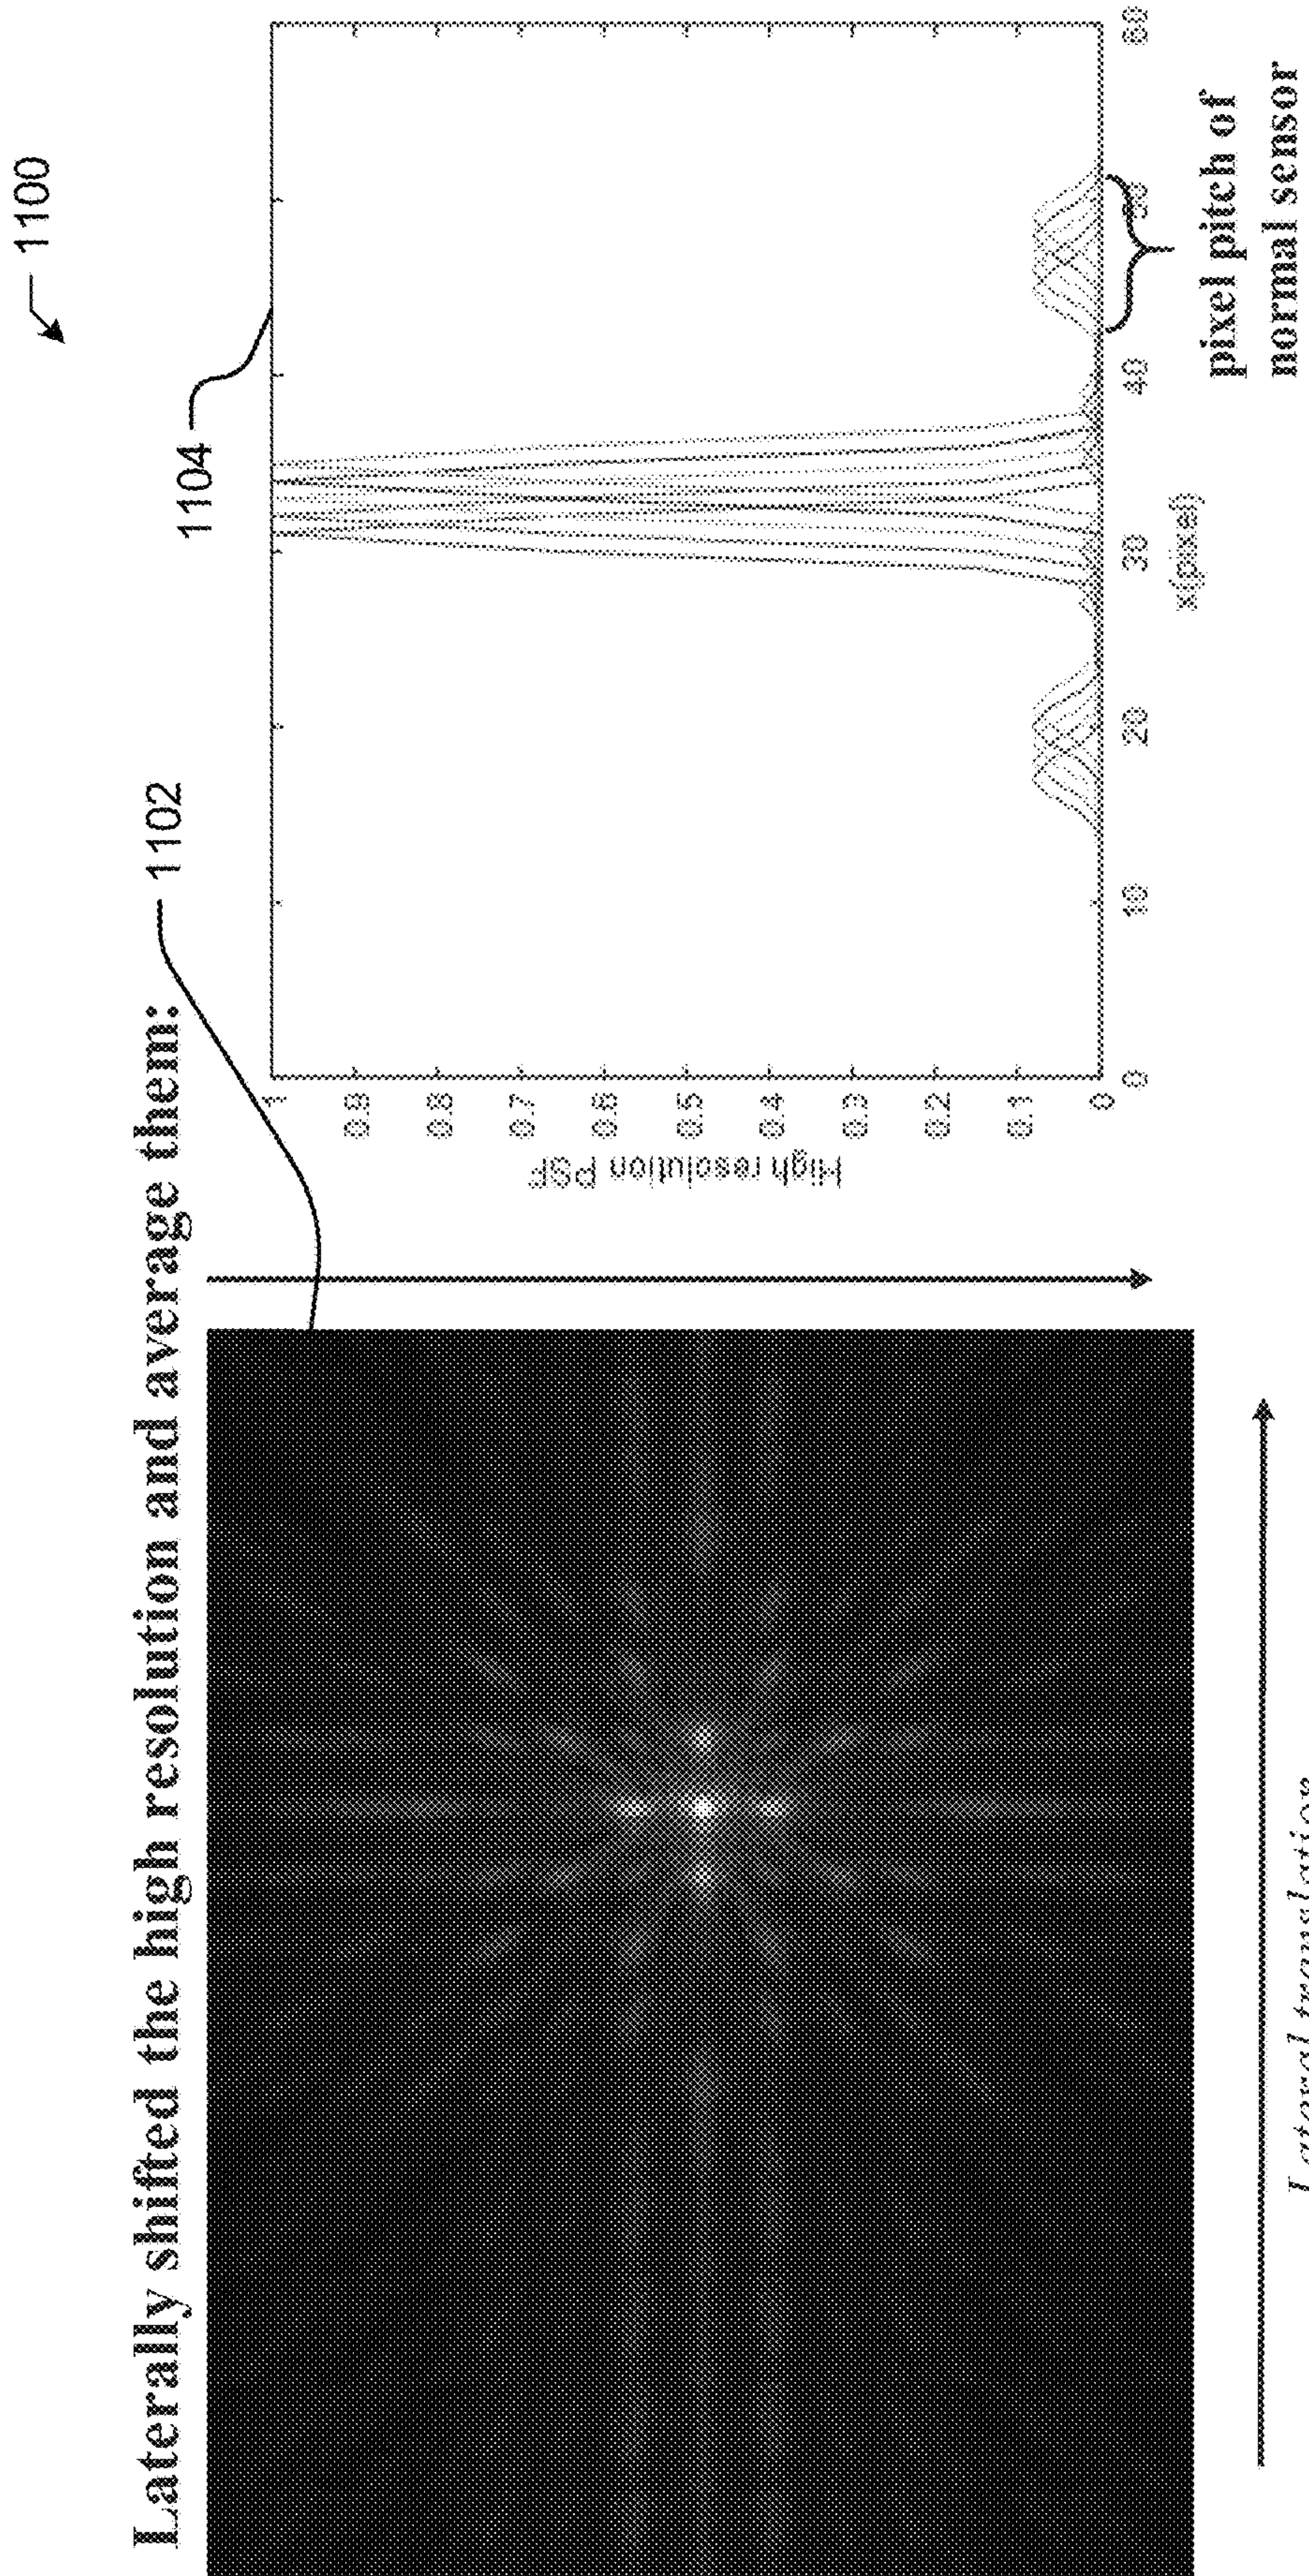 1100
Laterally shifted the high resolution and average them:
1102
1104
High resolution PSF
1
0.9
0.8
0.7
0.6
0.5
0.4
0.3
0.2
0.1
0
0 10 20 30 40 50 60
x(pixel)
pixel pitch of
normal sensor
Lateral translation